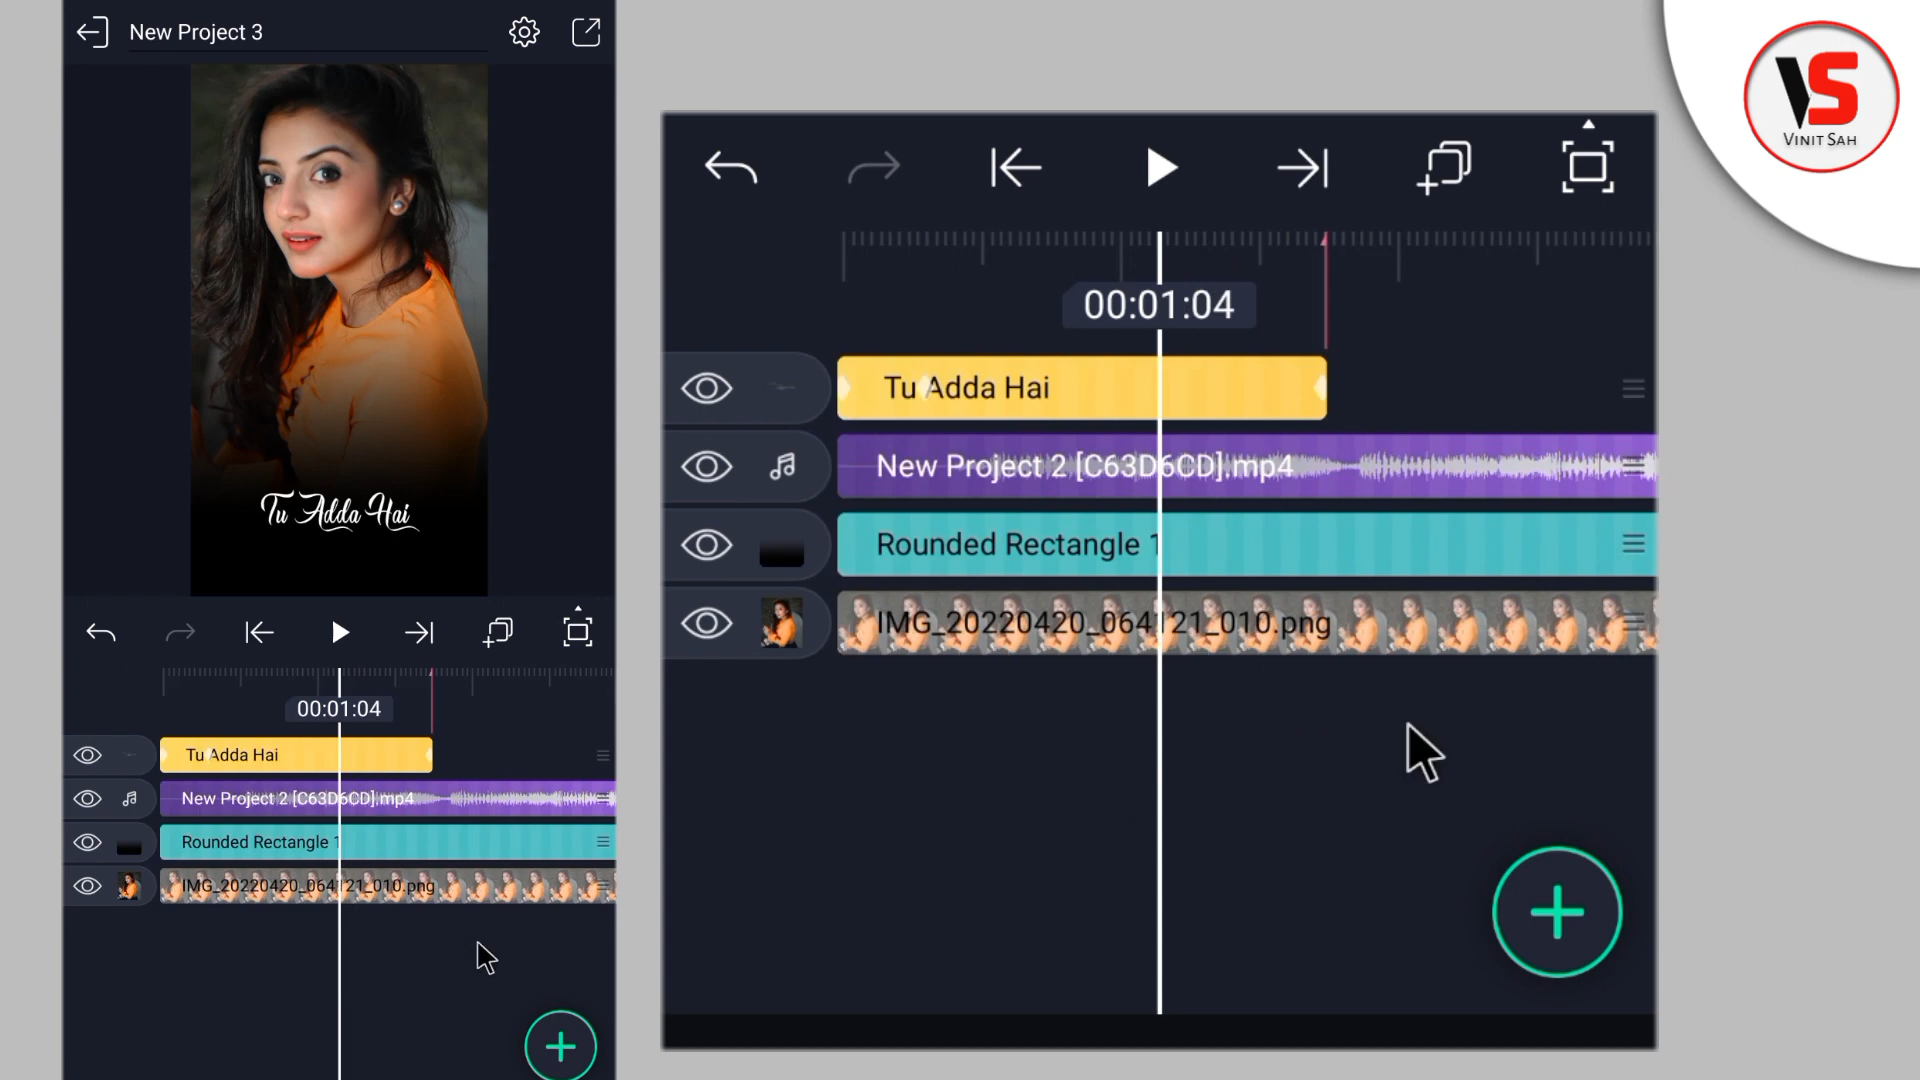 New Project 3
Tu Adda Hai
00:01:04
Tu Adda Hai
New Project 2 [C63D6CD].mp4
Rounded Rectangle 1
IMG_20220420_064121_010.png
00:01:04
Tu Adda Hai
New Project 2 [C63D6CD].mp4
Rounded Rectangle 1
IMG_20220420_064121_010.png
VS
VINIT SAH